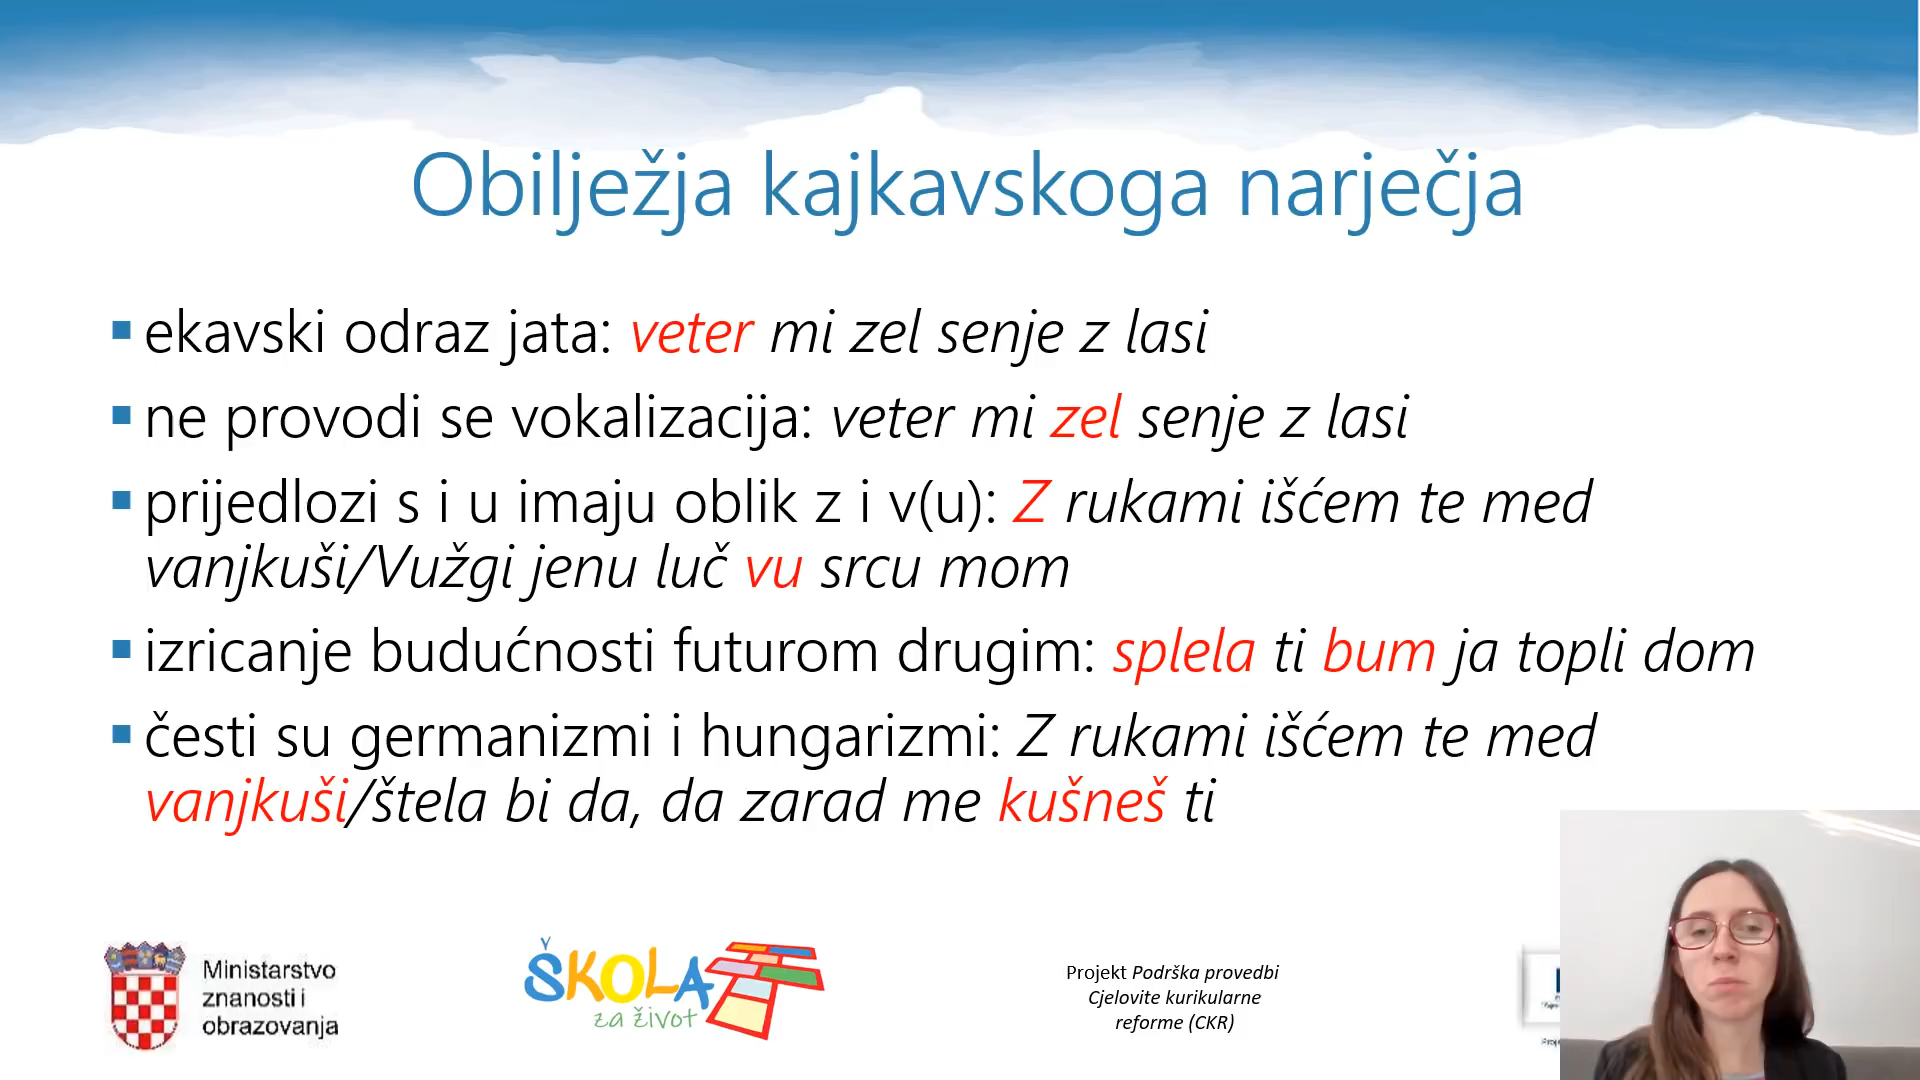 Obilježja kajkavskoga narječja
ekavski odraz jata: veter mi zel senje z lasi
ne provodi se vokalizacija: veter mi zel senje z lasi
prijedlozi s i u imaju oblik z i v(u): Z rukami išćem te med
vanjkuši/Vužgi jenu luč vu srcu mom
izricanje budućnosti futurom drugim: splela ti bum ja topli dom
česti su germanizmi i hungarizmi: Z rukami išćem te med
vanjkuši/štela bi da, da zarad me kušneš ti
Ministarstvo
znanosti i
obrazovanja
ŠKOLA
za život
Projekt Podrška provedbi
Cjelovite kurikularne
reforme (CKR)